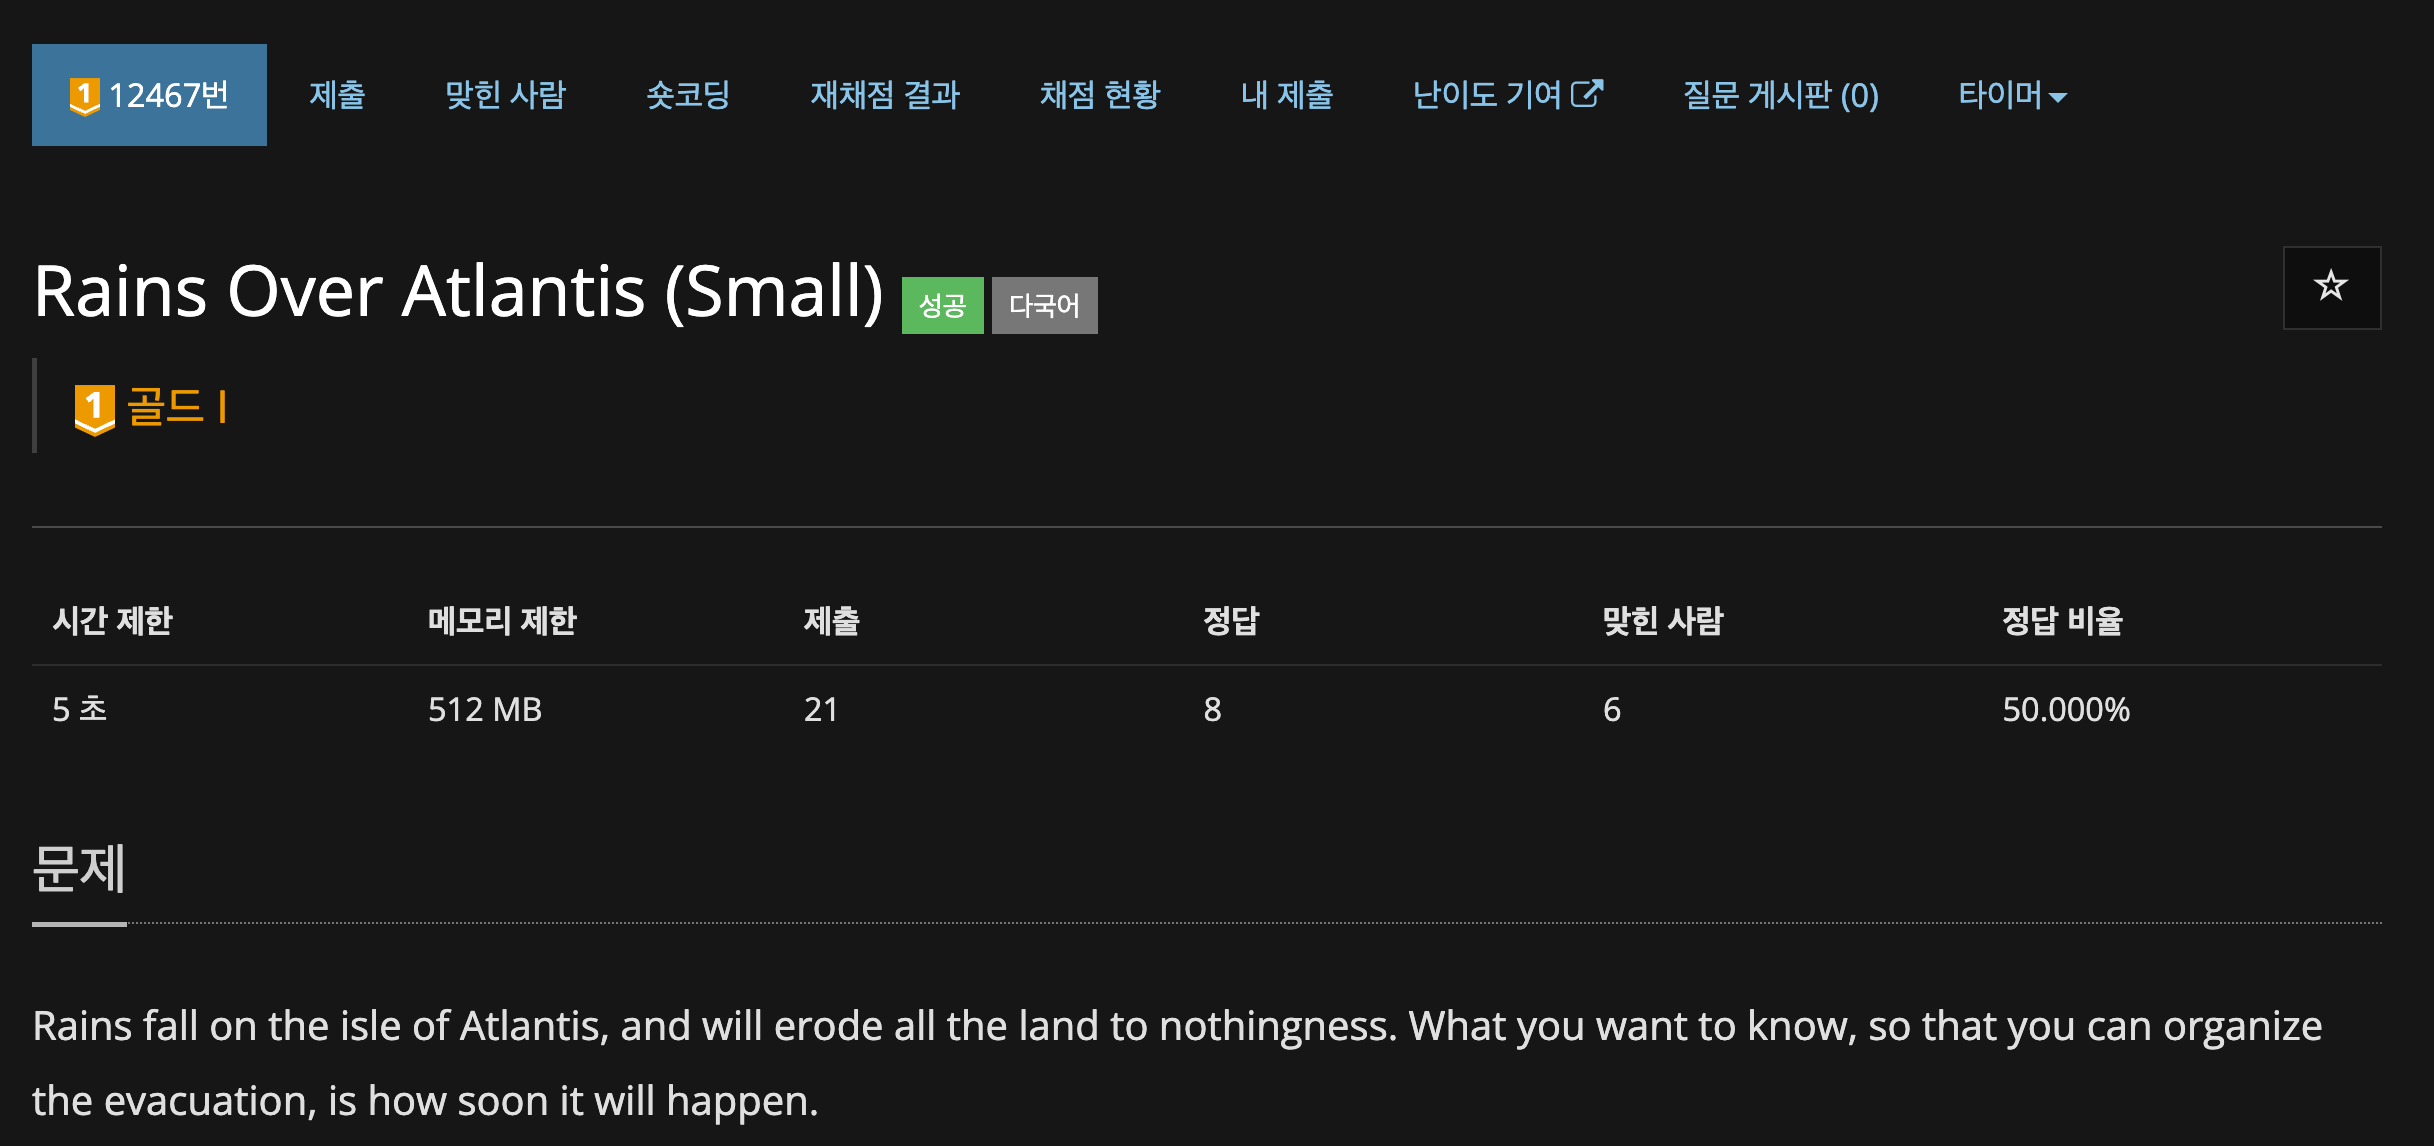 1 12467번 제출 맞힌 사람 숏코딩 재채점 결과 채점 현황 내 제출 난이도 기여 질문 게시판 (0) 타이머
Rains Over Atlantis (Small) 성공 다국어
1 골드 I
시간 제한 메모리 제한 제출 정답 맞힌 사람 정답 비율
5 초 512 MB 21 8 6 50.000%
문제
Rains fall on the isle of Atlantis, and will erode all the land to nothingness. What you want to know, so that you can organize
the evacuation, is how soon it will happen.